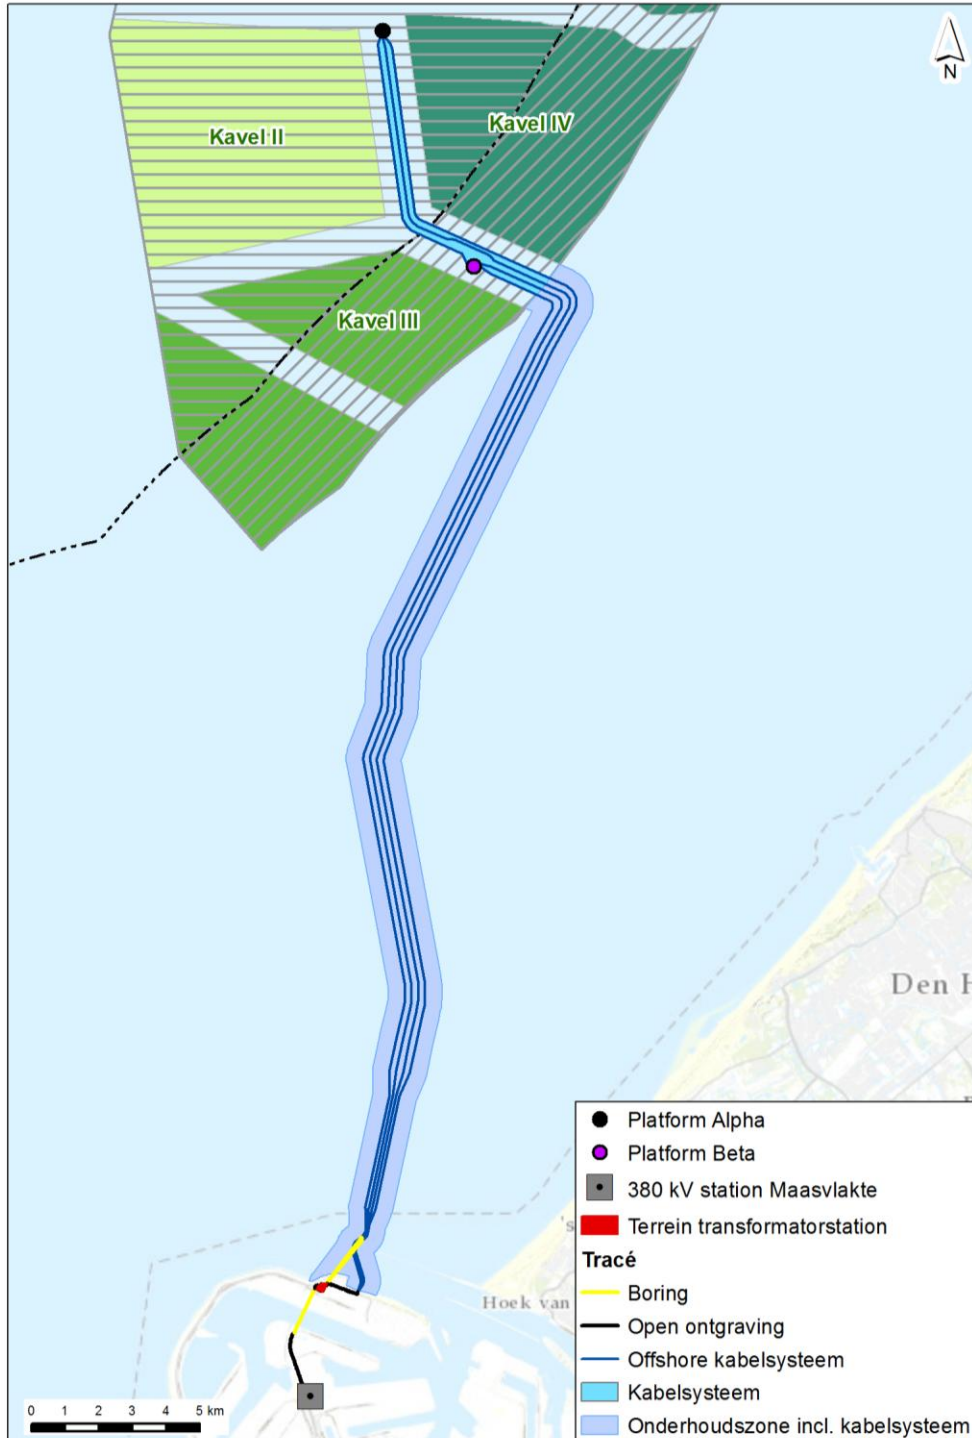 N
Kavel II
Kavel IV
Kavel III
Den H
Hoek van
's
Platform Alpha
Platform Beta
380 kV station Maasvlakte
Terrein transformatorstation
Tracé
Boring
Open ontgraving
Offshore kabelsysteem
Kabelsysteem
Onderhoudszone incl. kabelsysteem
0 1 2 3 4 5 km